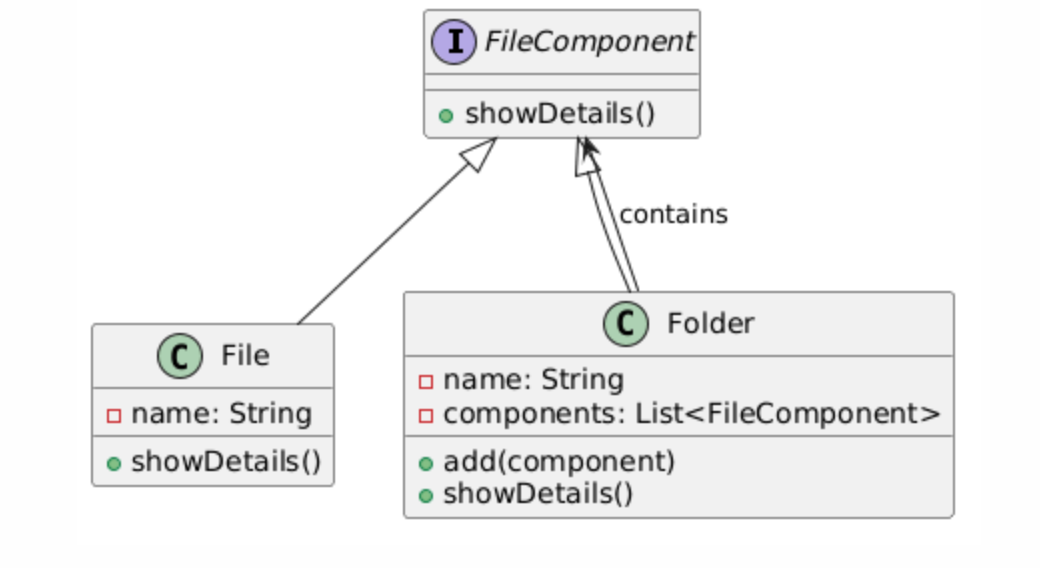 I FileComponent
showDetails()
contains
C File
name: String
showDetails()
C Folder
name: String
components: List<FileComponent>
add(component)
showDetails()